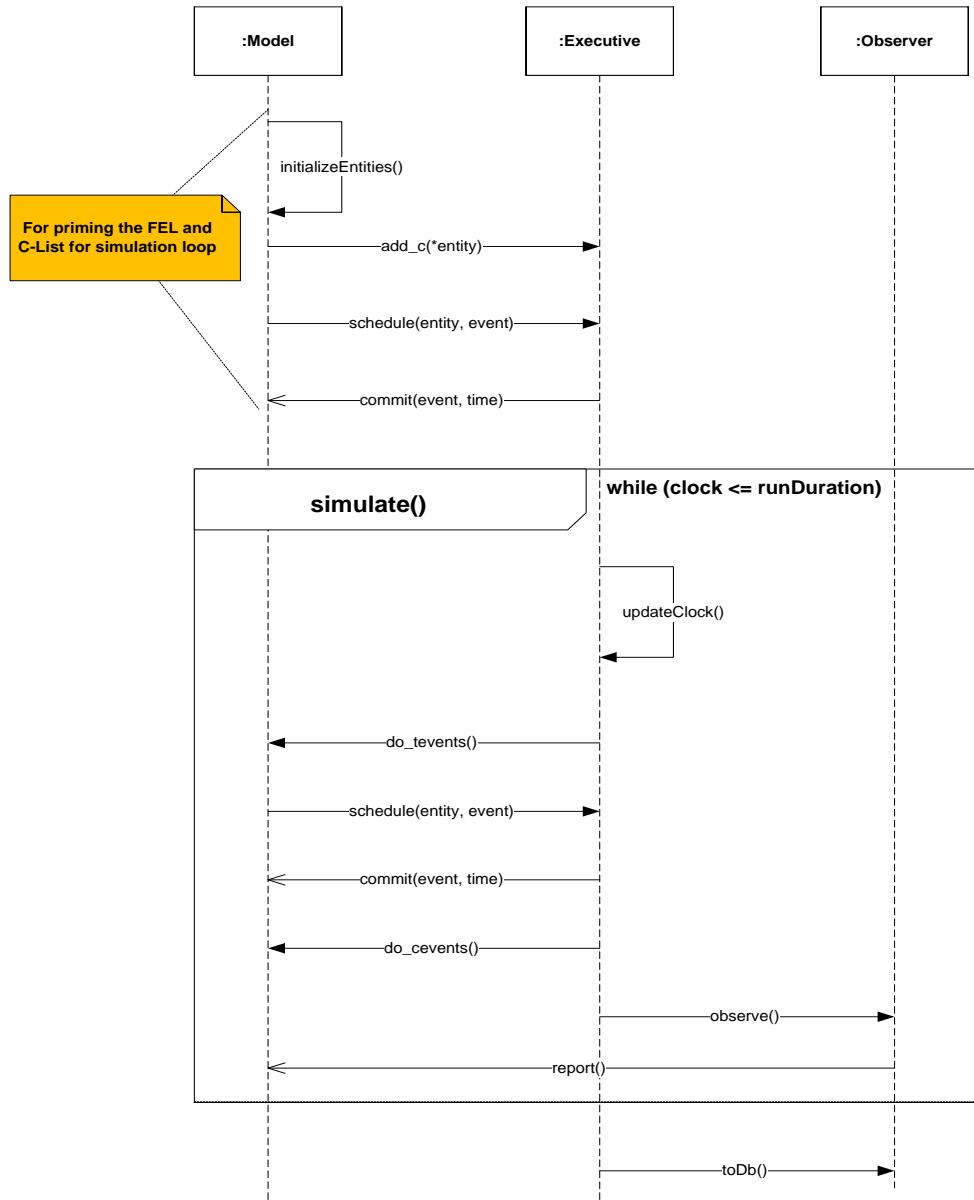 :Model
:Executive
:Observer
initializeEntities()
For priming the FEL and
C-List for simulation loop
add_c(*entity)
schedule(entity, event)
commit(event, time)
simulate()
while (clock <= runDuration)
updateClock()
do_tevents()
schedule(entity, event)
commit(event, time)
do_cevents()
observe()
report()
toDb()